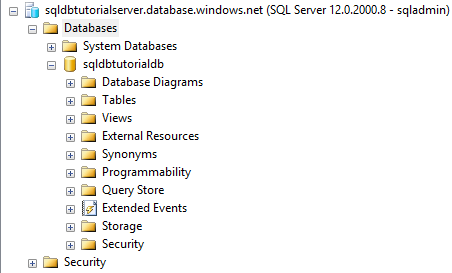 sqldbtutorialserver.database.windows.net (SQL Server 12.0.2000.8 - sqladmin)
Databases
System Databases
sqldbtutorialdb
Database Diagrams
Tables
Views
External Resources
Synonyms
Programmability
Query Store
Extended Events
Storage
Security
Security